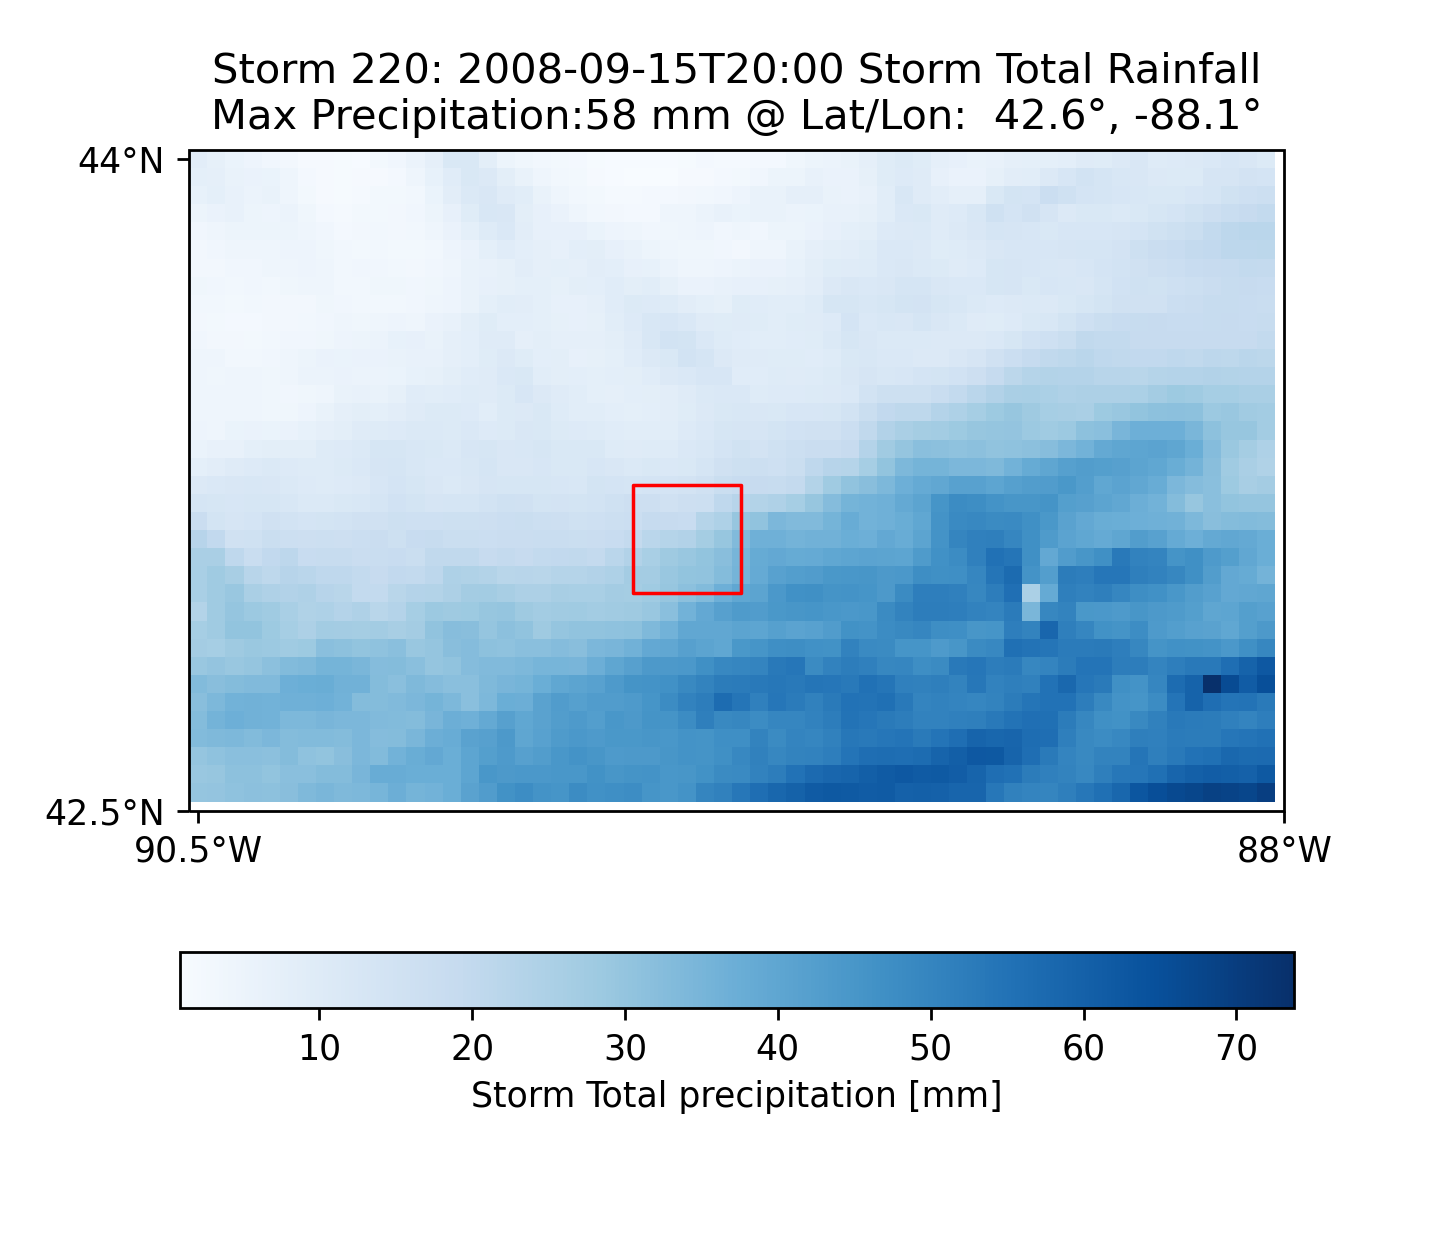 Storm 220: 2008-09-15T20:00 Storm Total Rainfall
Max Precipitation:58 mm @ Lat/Lon:  42.6°, -88.1°
44°N
42.5°N
90.5°W 88°W
10 20 30 40 50 60 70
Storm Total precipitation [mm]